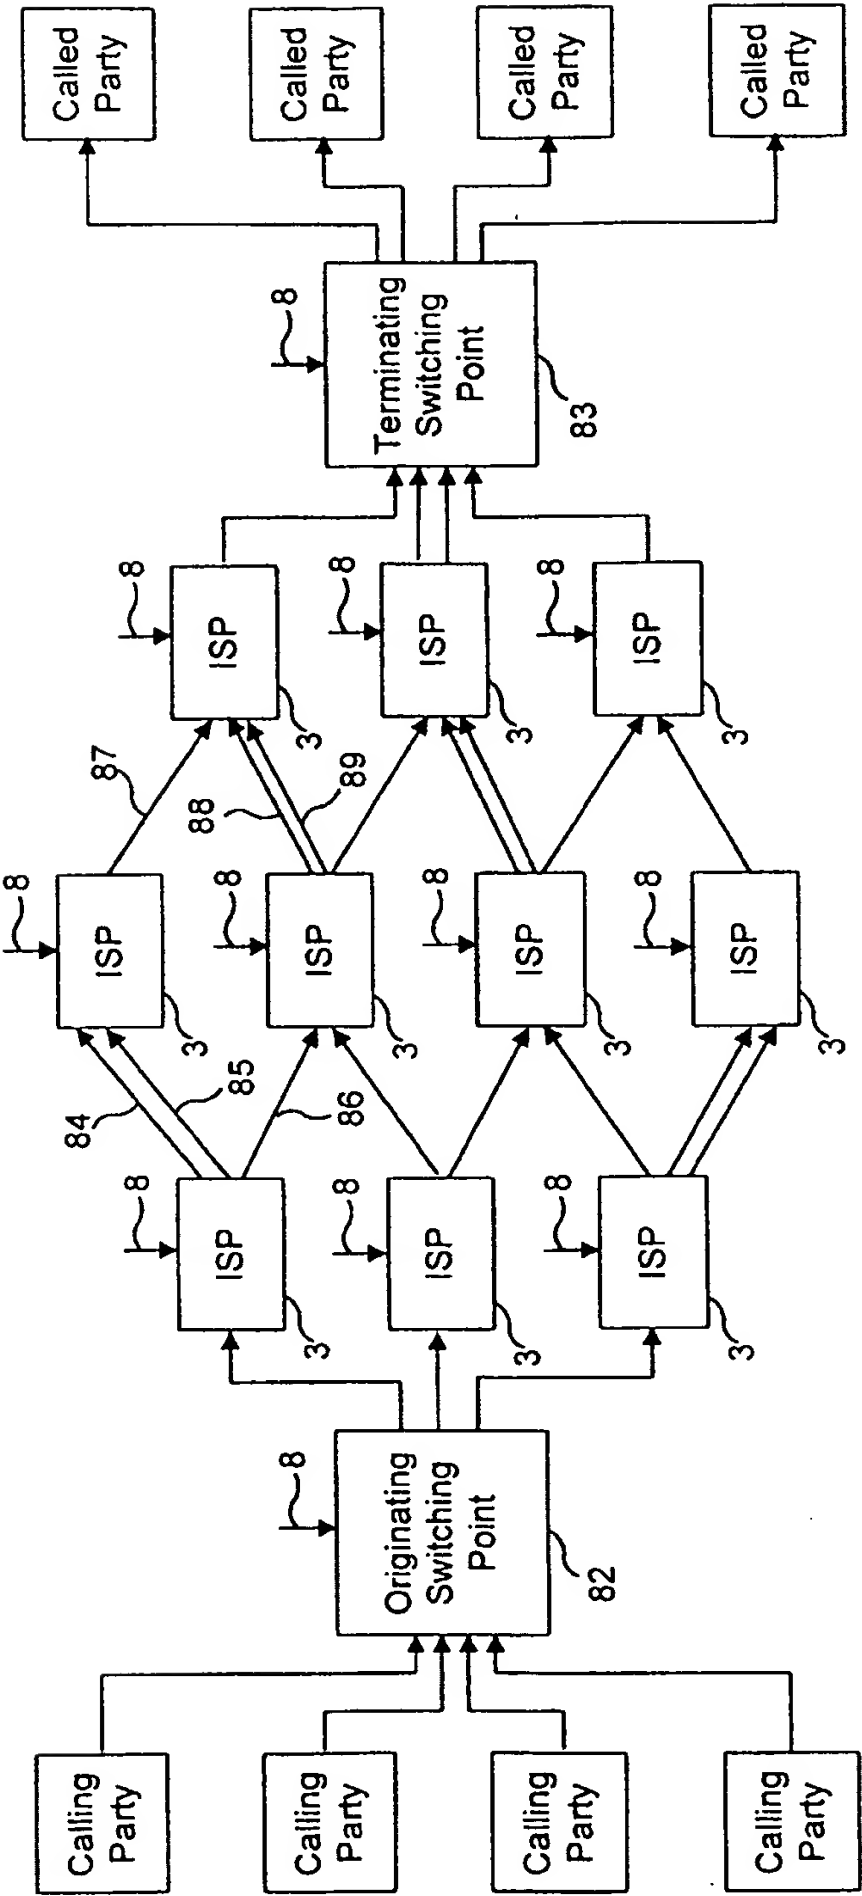 Calling
Party
Calling
Party
Calling
Party
Calling
Party
8
Originating
Switching
Point
82
8
ISP
3
8
ISP
3
8
ISP
3
84
85
86
8
ISP
3
8
ISP
3
8
ISP
3
8
ISP
3
87
88
89
8
ISP
3
8
ISP
3
8
ISP
3
8
Terminating
Switching
Point
83
Called
Party
Called
Party
Called
Party
Called
Party